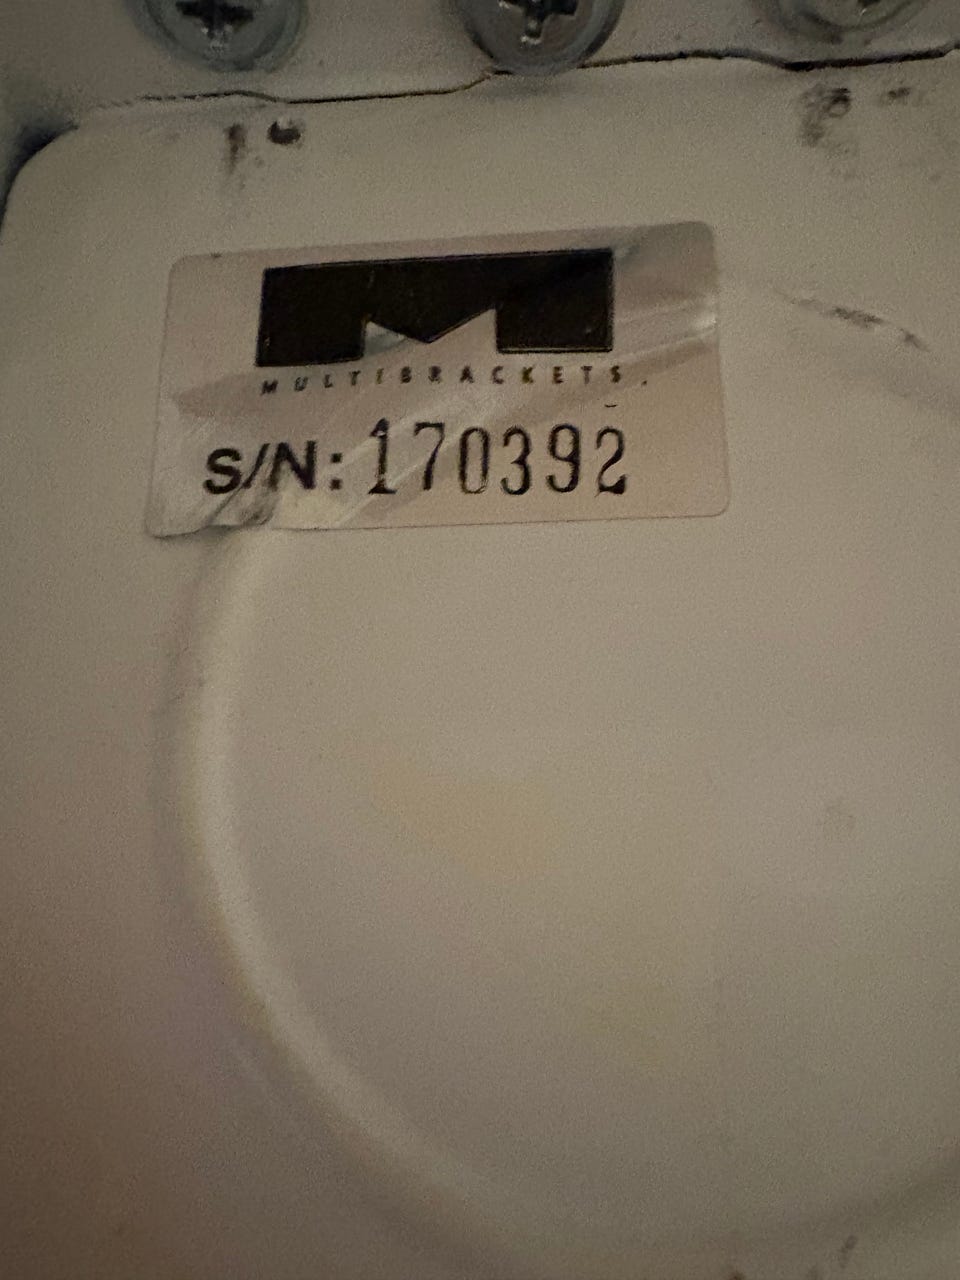 M
MULTIBRACKETS.
S/N: 170392